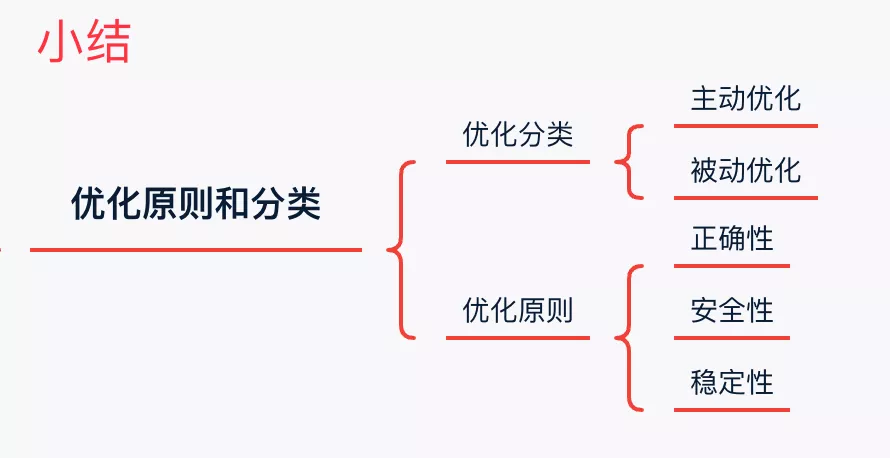 小结
优化原则和分类
优化分类
主动优化
被动优化
优化原则
正确性
安全性
稳定性